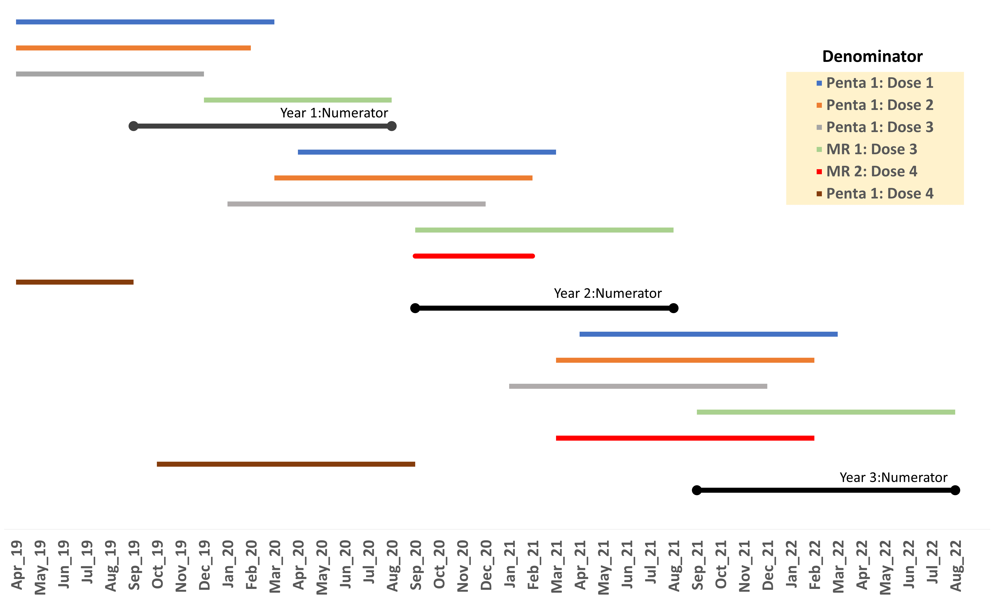 Denominator
Penta 1: Dose 1
Penta 1: Dose 2
Penta 1: Dose 3
MR 1: Dose 3
MR 2: Dose 4
Penta 1: Dose 4
Year 1:Numerator
Year 2:Numerator
Year 3:Numerator
Apr_19
May_19
Jun_19
Jul_19
Aug_19
Sep_19
Oct_19
Nov_19
Dec_19
Jan_20
Feb_20
Mar_20
Apr_20
May_20
Jun_20
Jul_20
Aug_20
Sep_20
Oct_20
Nov_20
Dec_20
Jan_21
Feb_21
Mar_21
Apr_21
May_21
Jun_21
Jul_21
Aug_21
Sep_21
Oct_21
Nov_21
Dec_21
Jan_22
Feb_22
Mar_22
Apr_22
May_22
Jun_22
Jul_22
Aug_22